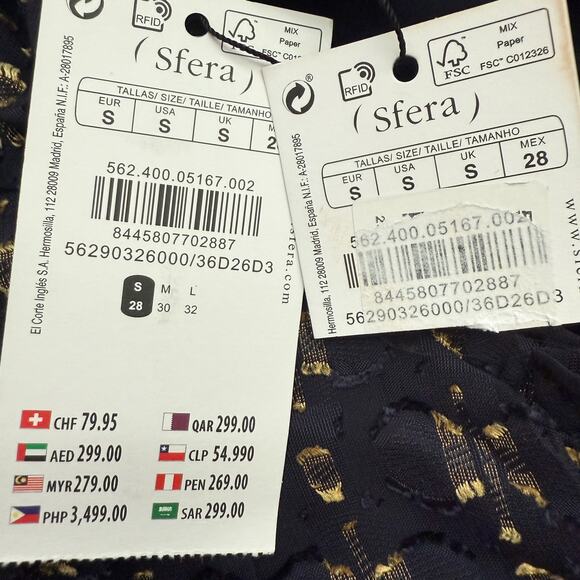 RFID
MIX
Paper
FSC™ C012
( Sfera )
TALLAS/ SIZE/ TAILLE/ TAMANHO
EUR USA UK
S S S 2
562.400.05167.002
8445807702887
56290326000/36D26D3
S M L
28 30 32
CHF 79.95 QAR 299.00
AED 299.00 CLP 54.990
MYR 279.00 PEN 269.00
PHP 3,499.00 SAR 299.00
El Corte Inglés S.A. Hermosilla, 112 28009 Madrid, España N.I.F.: A-28017895
sfera.com
RFID
FSC
MIX
Paper
FSC™ C012326
( Sfera )
TALLAS/ SIZE/ TAILLE/ TAMANHO
EUR USA UK MEX
S S S 28
562.400.05167.002
8445807702887
56290326000/36D26D3
Hermosilla, 112 28009 Madrid, España N.I.F.: A-28017895